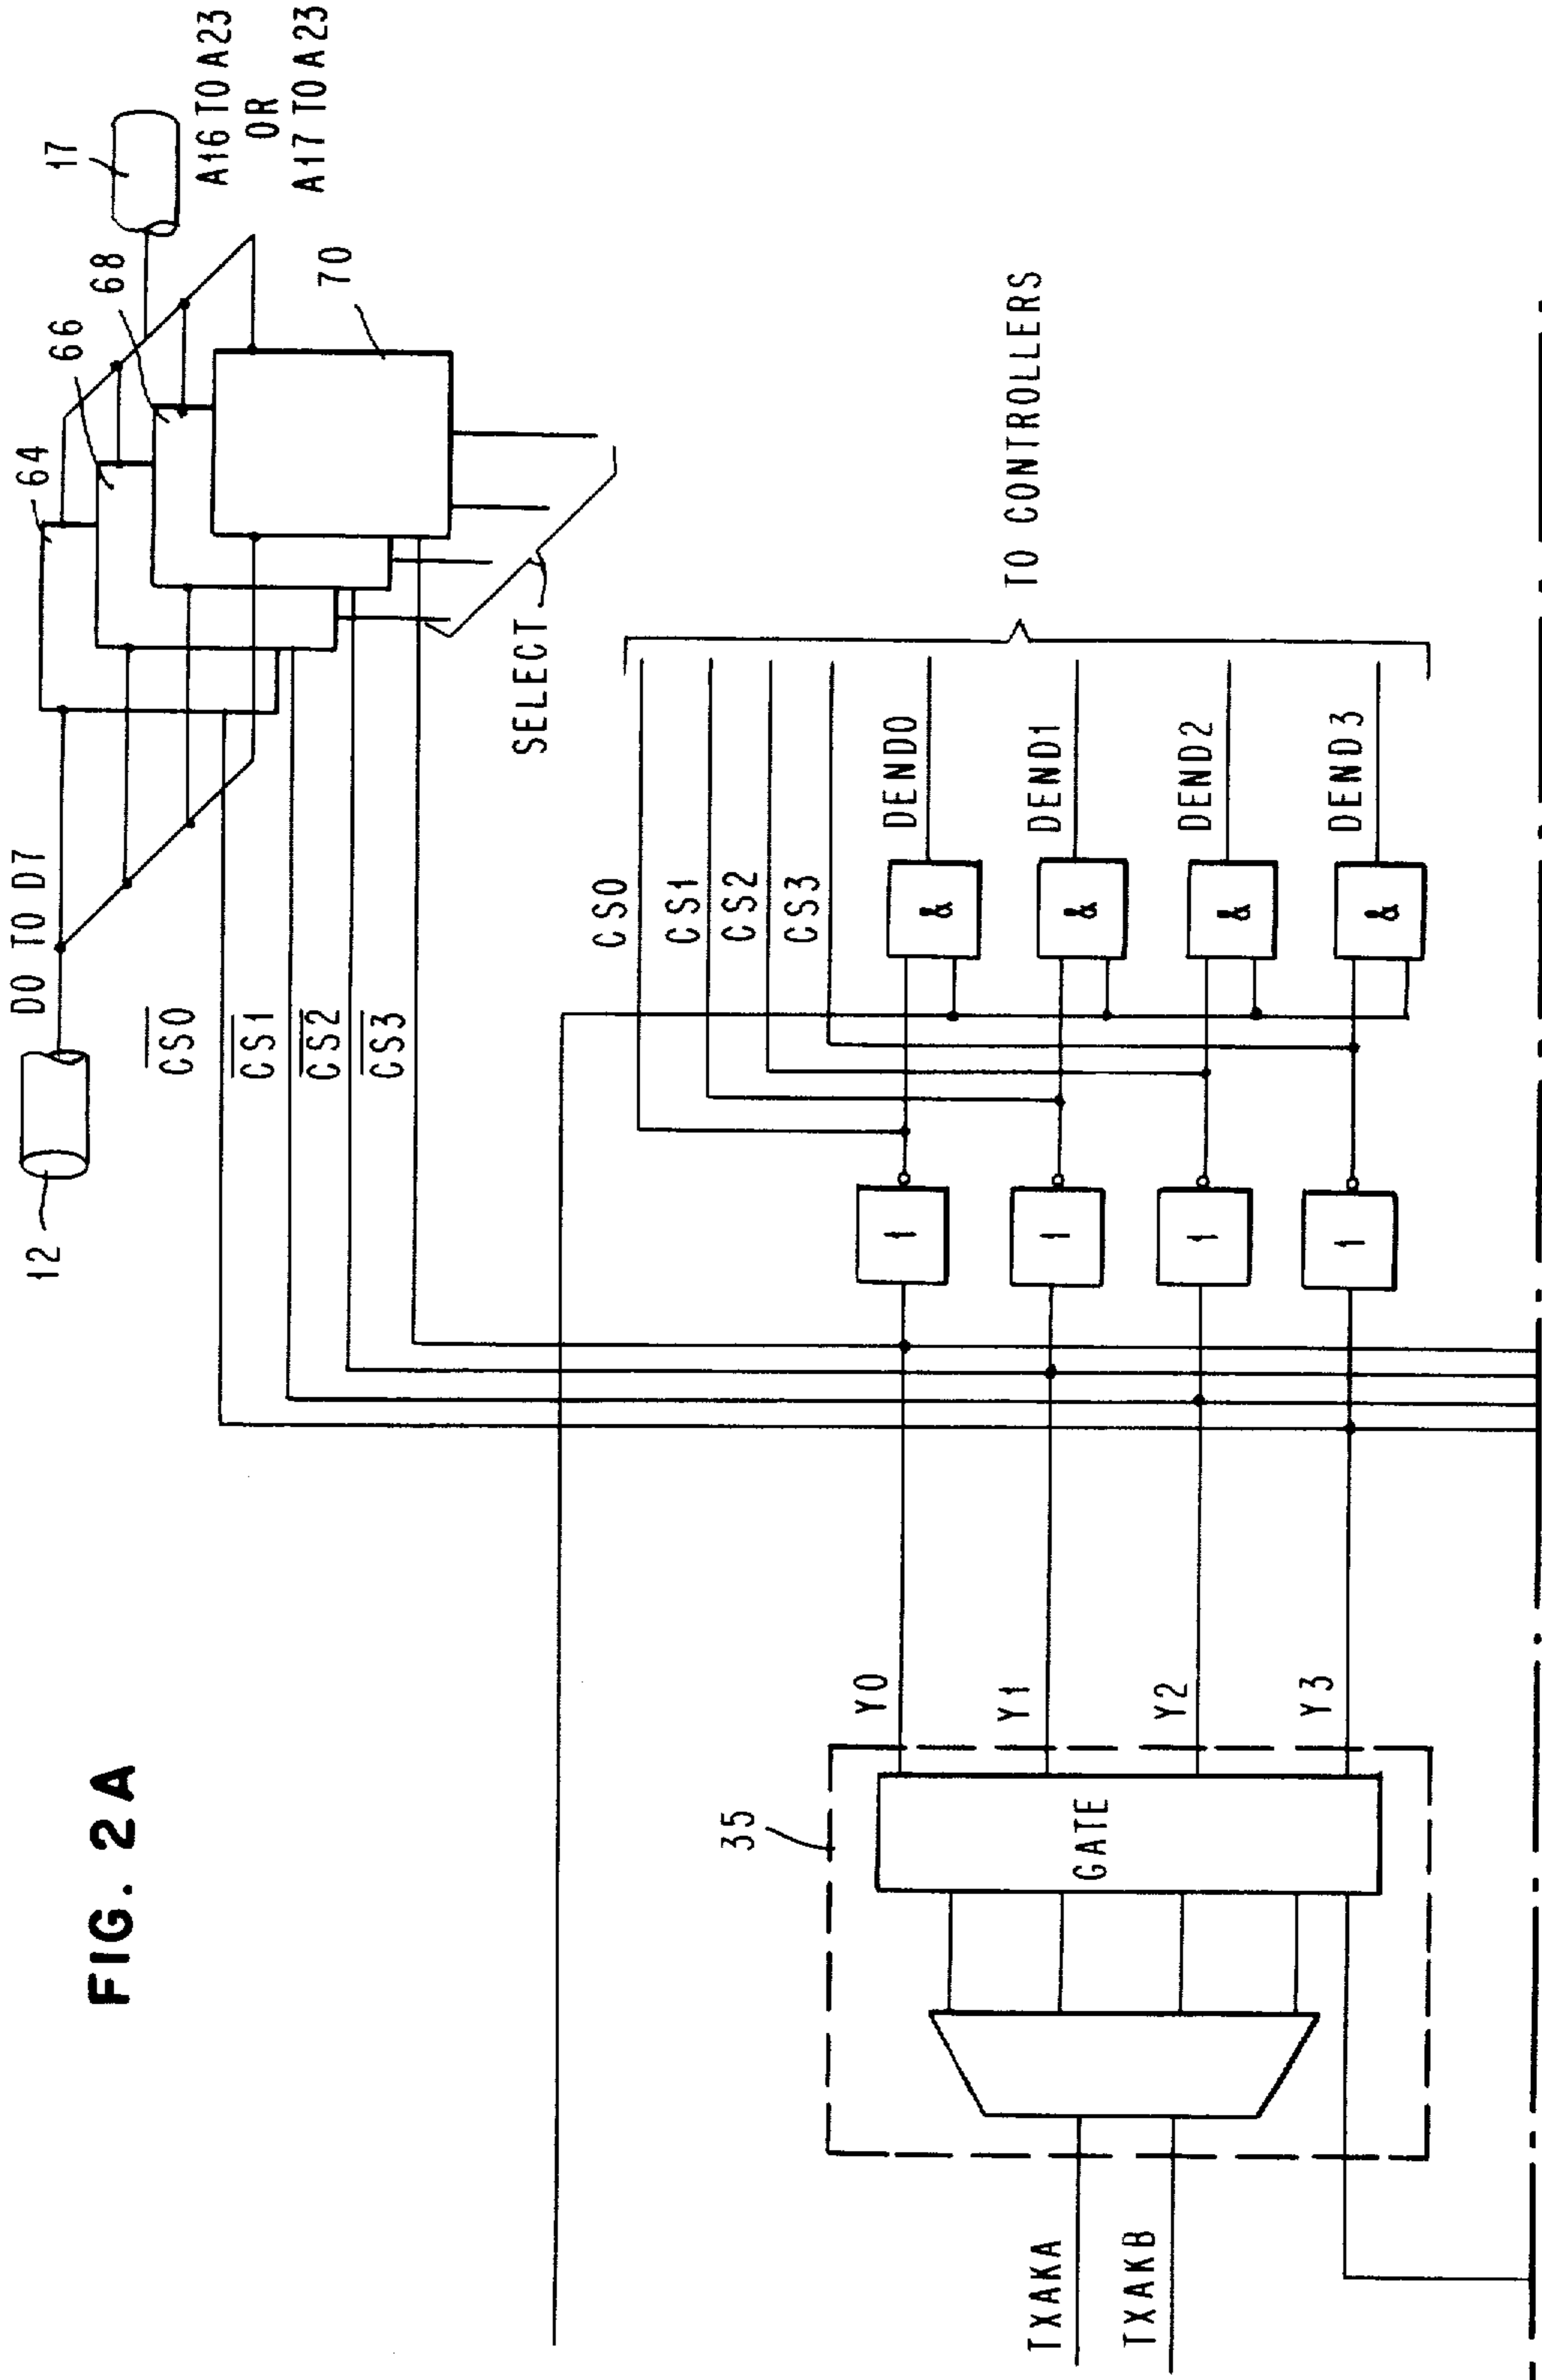 FIG. 2A
12
D0 TO D7
17
A16 TO A23
OR
A17 TO A23
64
66
68
70
SELECT
CS0
CS1
CS2
CS3
TO CONTROLLERS
CS0
CS1
CS2
CS3
DEND0
DEND1
DEND2
DEND3
&
&
&
&
1
1
1
1
Y0
Y1
Y2
Y3
35
GATE
TXAKA
TXAKB